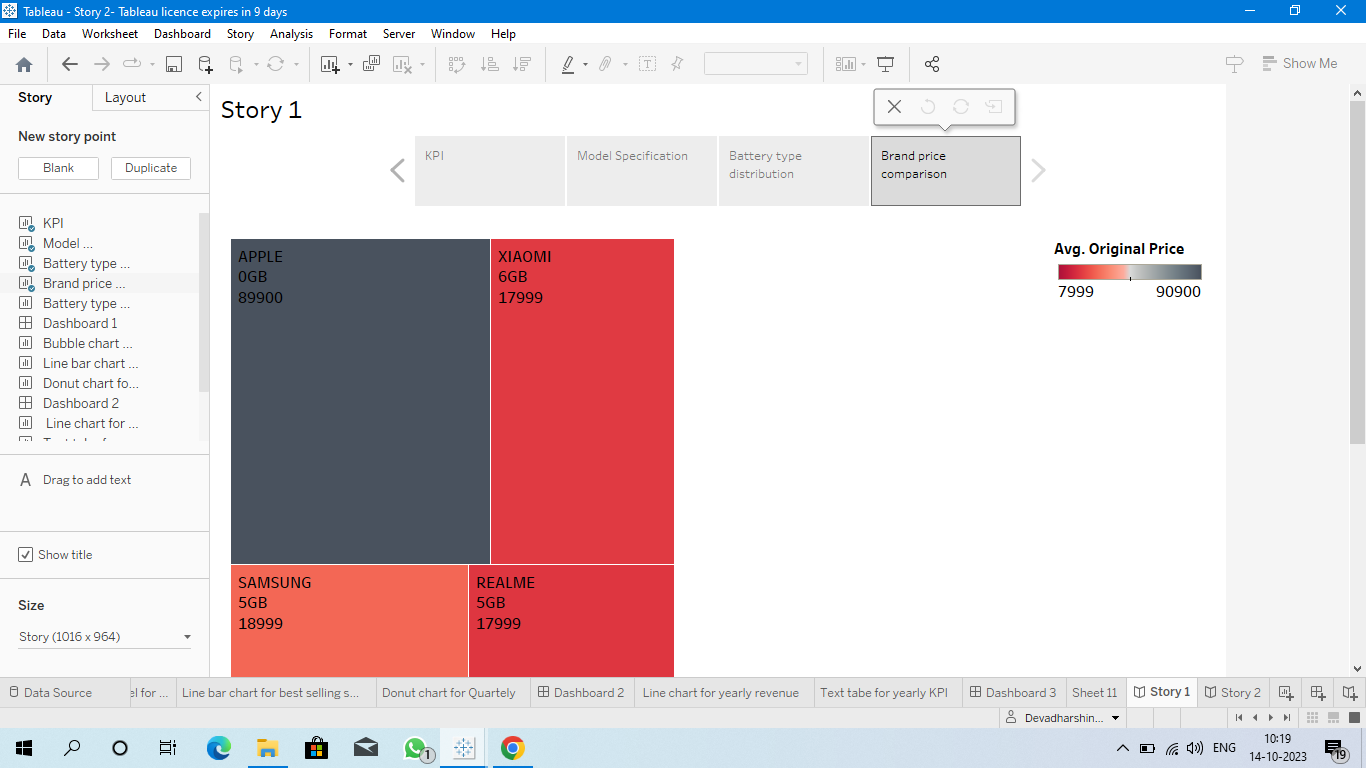 Tableau - Story 2- Tableau licence expires in 9 days
File Data Worksheet Dashboard Story Analysis Format Server Window Help
Show Me
Story Layout
New story point
Blank Duplicate
KPI
Model ...
Battery type ...
Brand price ...
Battery type ...
Dashboard 1
Bubble chart ...
Line bar chart ...
Donut chart fo...
Dashboard 2
Line chart for ...
A Drag to add text
Show title
Size
Story (1016 x 964)
Story 1
KPI
Model Specification
Battery type
distribution
Brand price
comparison
APPLE
0GB
89900
XIAOMI
6GB
17999
SAMSUNG
5GB
18999
REALME
5GB
17999
Avg. Original Price
7999 90900
Data Source el for ... Line bar chart for best selling s... Donut chart for Quartely Dashboard 2 Line chart for yearly revenue Text tabe for yearly KPI Dashboard 3 Sheet 11 Story 1 Story 2
Devadharshin...
1
ENG
10:19
14-10-2023
19